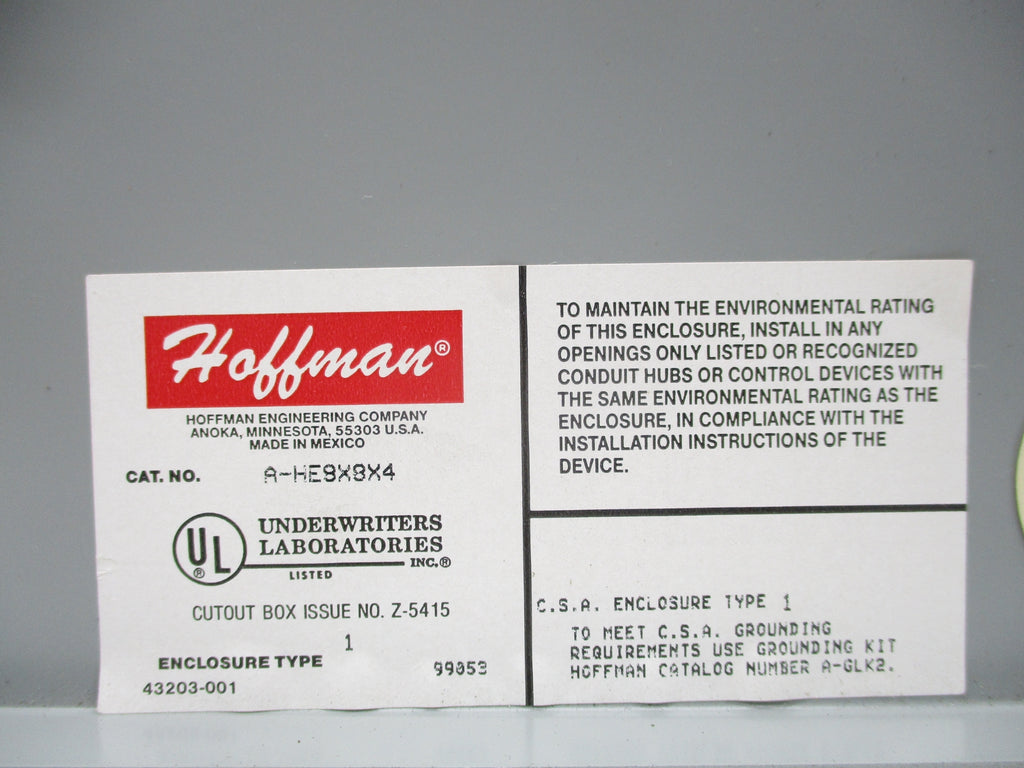 Hoffman®
HOFFMAN ENGINEERING COMPANY
ANOKA, MINNESOTA, 55303 U.S.A.
MADE IN MEXICO
CAT. NO. A-HE8X8X4
UL ®
UNDERWRITERS
LABORATORIES
INC.®
LISTED
CUTOUT BOX ISSUE NO. Z-5415
1
ENCLOSURE TYPE
99053
43203-001
TO MAINTAIN THE ENVIRONMENTAL RATING
OF THIS ENCLOSURE, INSTALL IN ANY
OPENINGS ONLY LISTED OR RECOGNIZED
CONDUIT HUBS OR CONTROL DEVICES WITH
THE SAME ENVIRONMENTAL RATING AS THE
ENCLOSURE, IN COMPLIANCE WITH THE
INSTALLATION INSTRUCTIONS OF THE
DEVICE.
C.S.A. ENCLOSURE TYPE 1
TO MEET C.S.A. GROUNDING
REQUIREMENTS USE GROUNDING KIT
HOFFMAN CATALOG NUMBER A-GLK2.